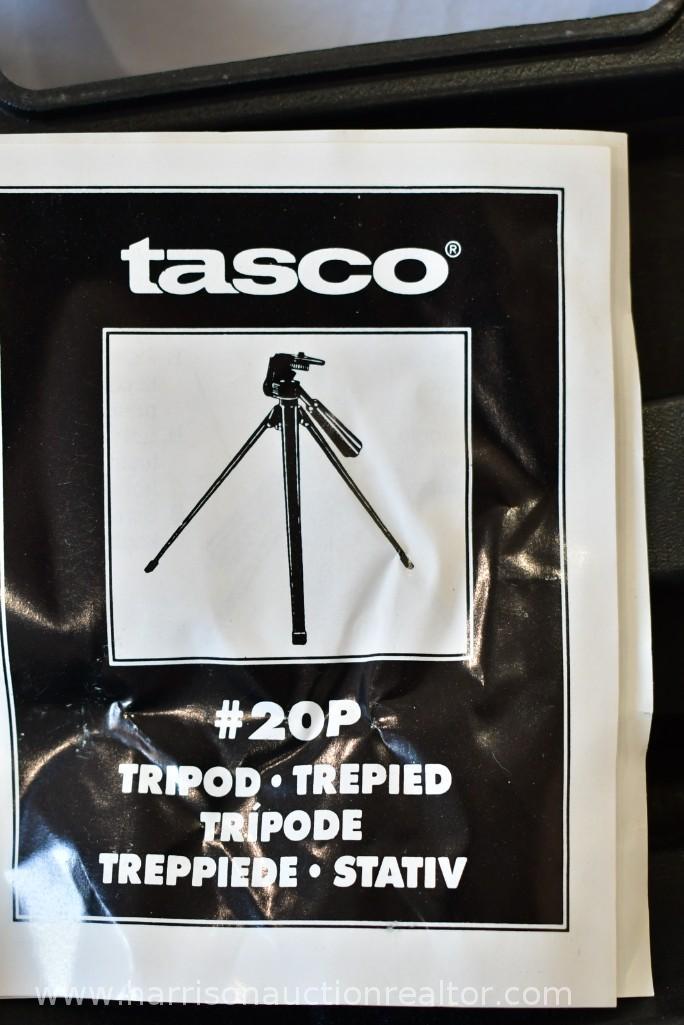 tasco®
#20P
TRIPOD • TREPIED
TRÍPODE
TREPPIEDE • STATIV
www.harrisonauctionrealtor.com